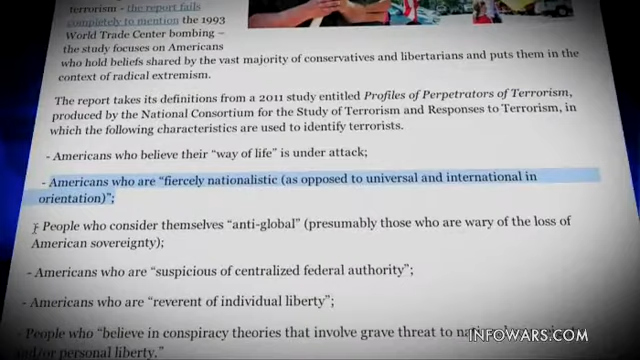 terrorism - the report fails
completely to mention the 1993
World Trade Center bombing –
the study focuses on Americans
who hold beliefs shared by the vast majority of conservatives and libertarians and puts them in the
context of radical extremism.
The report takes its definitions from a 2011 study entitled Profiles of Perpetrators of Terrorism,
produced by the National Consortium for the Study of Terrorism and Responses to Terrorism, in
which the following characteristics are used to identify terrorists.
- Americans who believe their “way of life” is under attack;
- Americans who are “fiercely nationalistic (as opposed to universal and international in
orientation)”;
- People who consider themselves “anti-global” (presumably those who are wary of the loss of
American sovereignty);
- Americans who are “suspicious of centralized federal authority”;
- Americans who are “reverent of individual liberty”;
- People who “believe in conspiracy theories that involve grave threat to
and/or personal liberty.”
INFOWARS.COM